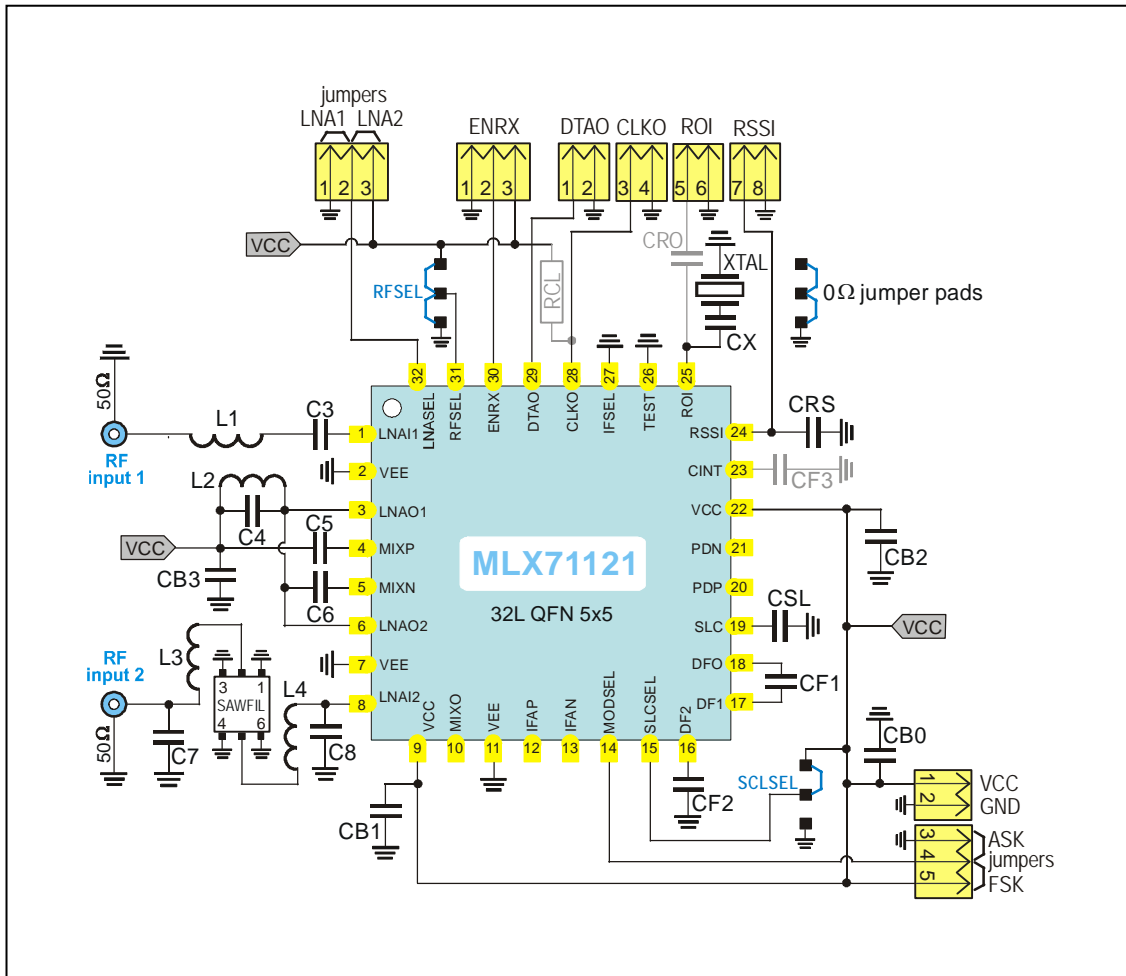 jumpers
LNA1 LNA2
ENRX
DTAO CLKO ROI RSSI
1 2 3
1 2 3
1 2
3 4
5 6
7 8
VCC
RFSEL
RCL
CRO
XTAL
CX
0Ω jumper pads
32 31 30 29 28 27 26 25
LNASEL
RFSEL
ENRX
DTAO
CLKO
IFSEL
TEST
ROI
50Ω
RF
input 1
L1
C3
1 LNAI1
2 VEE
L2
C4
3 LNAO1
C5
VCC
4 MIXP
CB3
5 MIXN
C6
6 LNAO2
7 VEE
RF
input 2
50Ω
L3
C7
3 1
SAWFIL
4 6
L4
C8
8 LNAI2
MLX71121
32L QFN 5x5
RSSI 24
CRS
CINT 23
CF3
VCC 22
CB2
PDN 21
PDP 20
CSL
SLC 19
VCC
DFO 18
CF1
DF1 17
VCC
MIXO
VEE
IFAP
IFAN
MODSEL
SLCSEL
DF2
9 10 11 12 13 14 15 16
CB1
CF2
SCLSEL
CB0
1 VCC
2 GND
3 ASK
4 jumpers
5 FSK